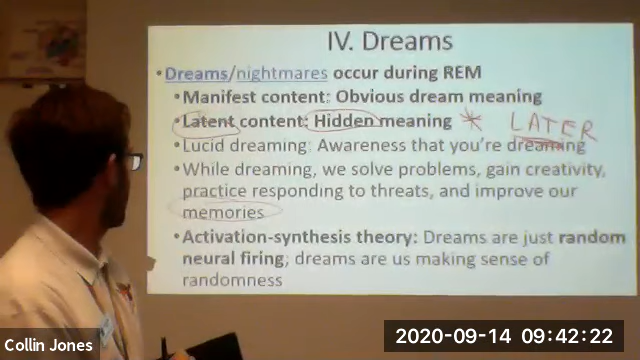 IV. Dreams
•Dreams/nightmares occur during REM
•Manifest content: Obvious dream meaning
•Latent content: Hidden meaning * LATER
•Lucid dreaming: Awareness that you're dreaming
•While dreaming, we solve problems, gain creativity,
practice responding to threats, and improve our
memories
•Activation-synthesis theory: Dreams are just random
neural firing; dreams are us making sense of
randomness
Collin Jones
2020-09-14 09:42:22